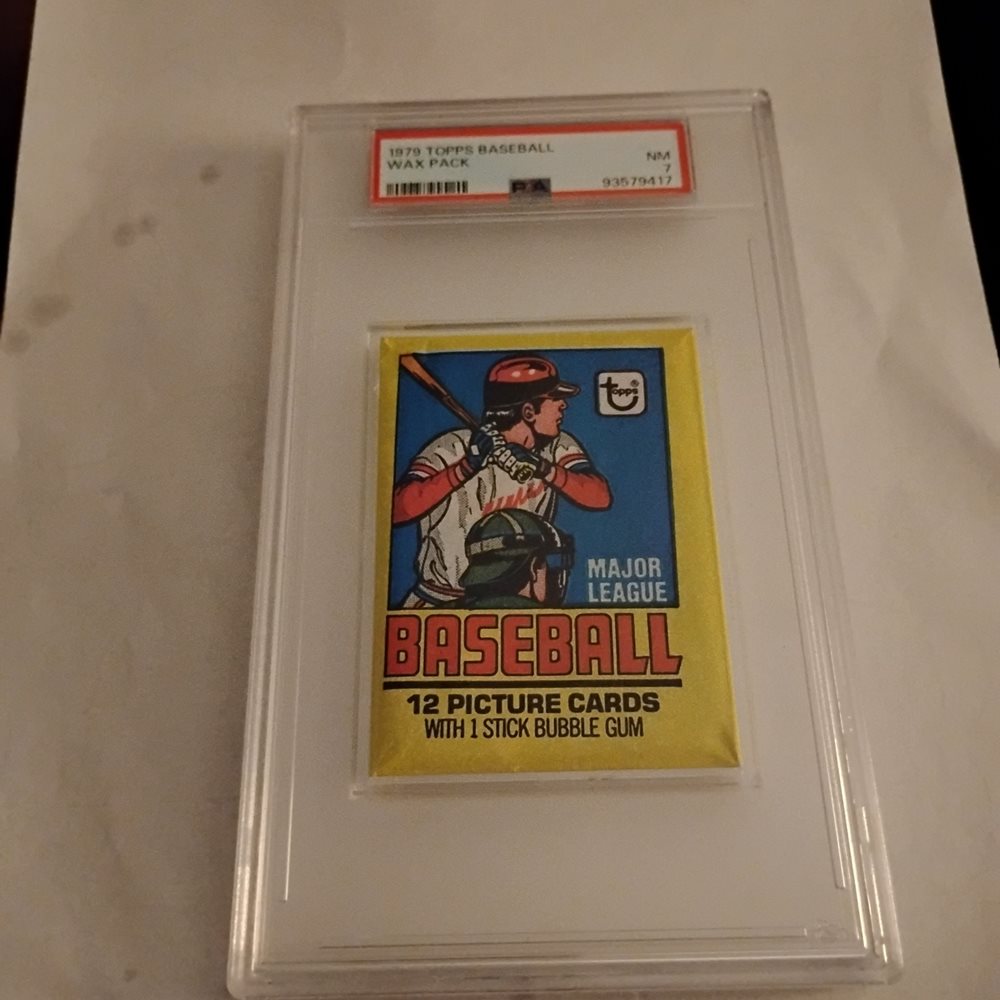 1979 TOPPS BASEBALL
WAX PACK
NM
7
93579417
PSA
topps®
MAJOR
LEAGUE
BASEBALL
12 PICTURE CARDS
WITH 1 STICK BUBBLE GUM